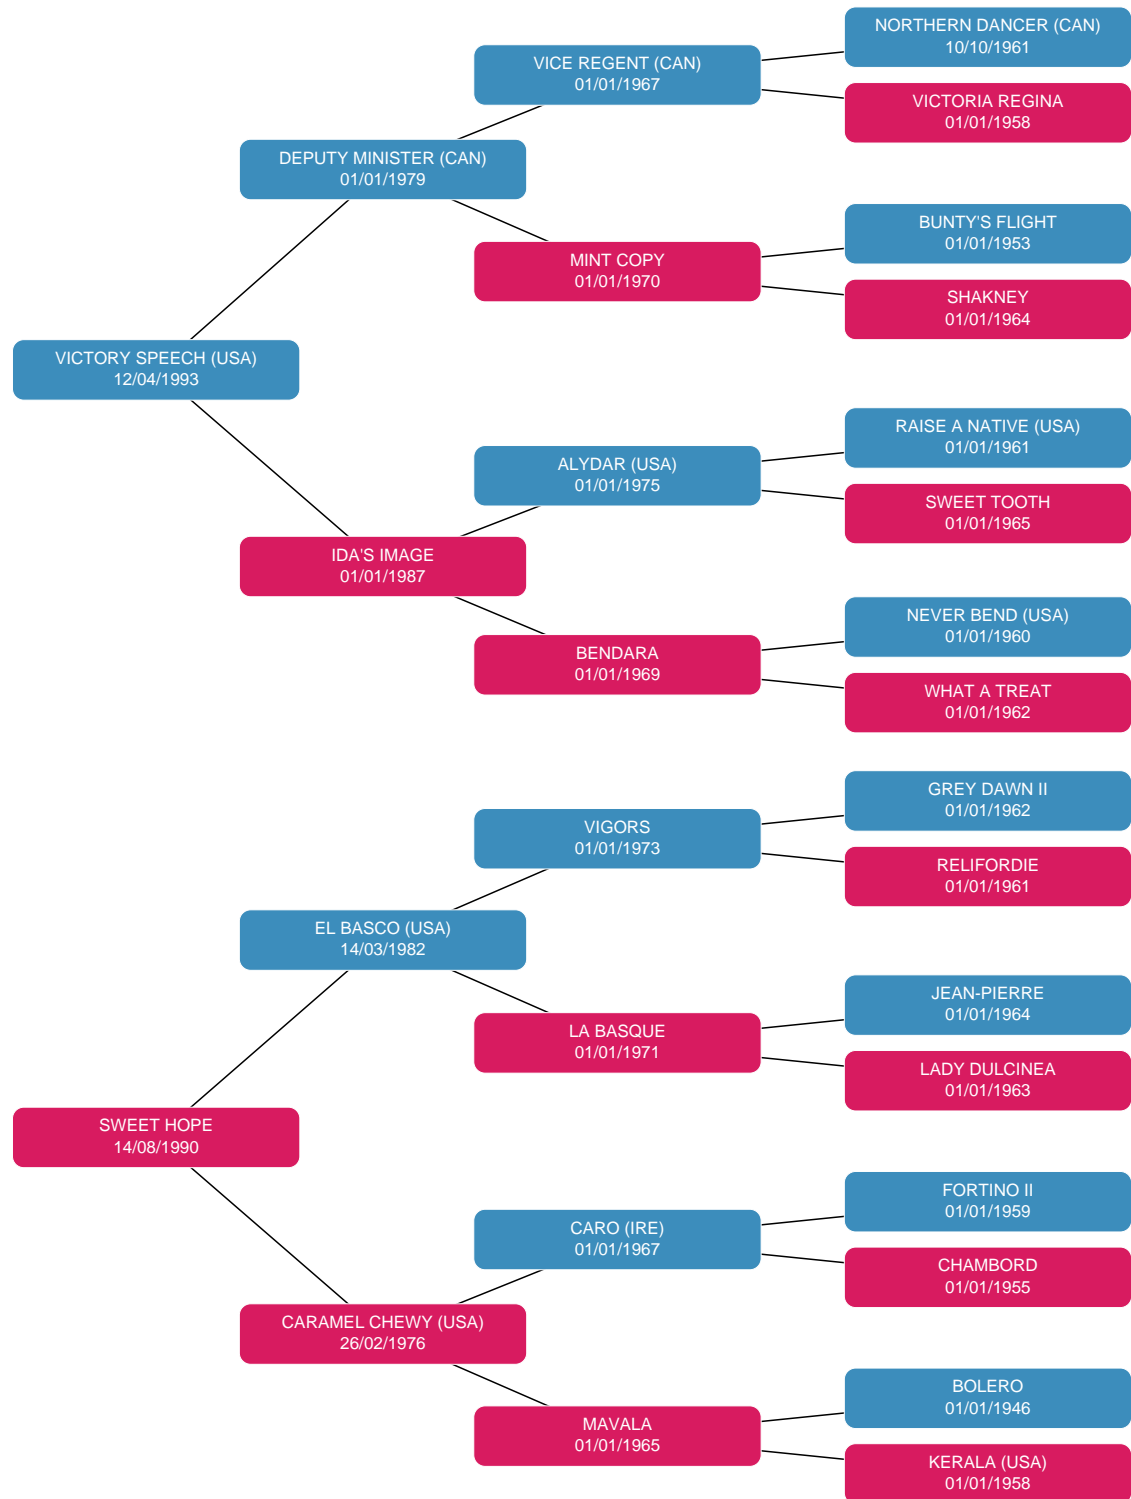 NORTHERN DANCER (CAN)
10/10/1961
VICE REGENT (CAN)
01/01/1967
VICTORIA REGINA
01/01/1958
DEPUTY MINISTER (CAN)
01/01/1979
BUNTY'S FLIGHT
01/01/1953
MINT COPY
01/01/1970
SHAKNEY
01/01/1964
VICTORY SPEECH (USA)
12/04/1993
RAISE A NATIVE (USA)
01/01/1961
ALYDAR (USA)
01/01/1975
SWEET TOOTH
01/01/1965
IDA'S IMAGE
01/01/1987
NEVER BEND (USA)
01/01/1960
BENDARA
01/01/1969
WHAT A TREAT
01/01/1962
GREY DAWN II
01/01/1962
VIGORS
01/01/1973
RELIFORDIE
01/01/1961
EL BASCO (USA)
14/03/1982
JEAN-PIERRE
01/01/1964
LA BASQUE
01/01/1971
LADY DULCINEA
01/01/1963
SWEET HOPE
14/08/1990
FORTINO II
01/01/1959
CARO (IRE)
01/01/1967
CHAMBORD
01/01/1955
CARAMEL CHEWY (USA)
26/02/1976
BOLERO
01/01/1946
MAVALA
01/01/1965
KERALA (USA)
01/01/1958